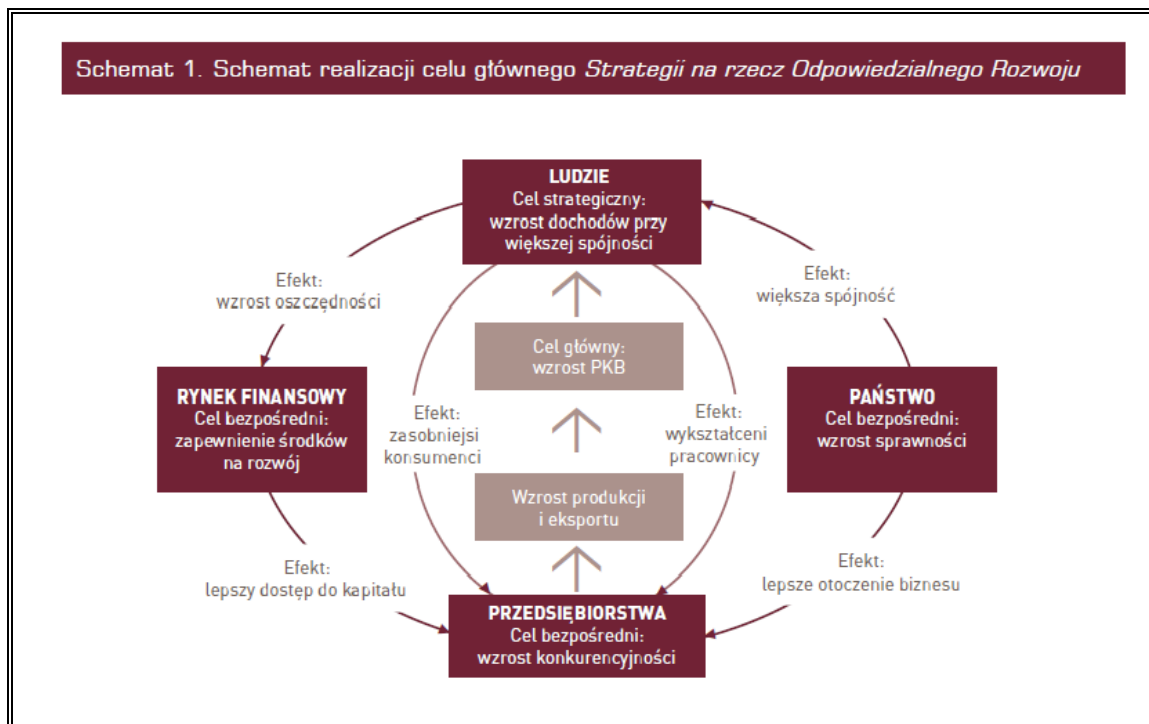 Schemat 1. Schemat realizacji celu głównego Strategii na rzecz Odpowiedzialnego Rozwoju
LUDZIE
Cel strategiczny:
wzrost dochodów przy
większej spójności
Efekt:
wzrost oszczędności
Efekt:
większa spójność
Cel główny:
wzrost PKB
RYNEK FINANSOWY
Cel bezpośredni:
zapewnienie środków
na rozwój
Efekt:
zasobniejsi
konsumenci
Efekt:
wykształceni
pracownicy
PAŃSTWO
Cel bezpośredni:
wzrost sprawności
Wzrost produkcji
i eksportu
Efekt:
lepszy dostęp do kapitału
Efekt:
lepsze otoczenie biznesu
PRZEDSIĘBIORSTWA
Cel bezpośredni:
wzrost konkurencyjności